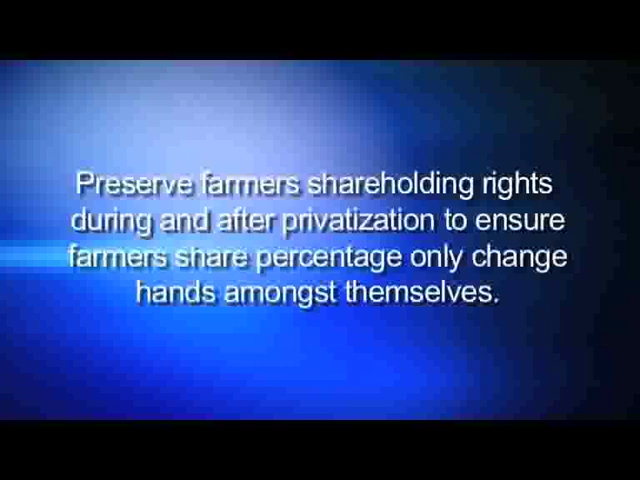 Preserve farmers shareholding rights
during and after privatization to ensure
farmers share percentage only change
hands amongst themselves.